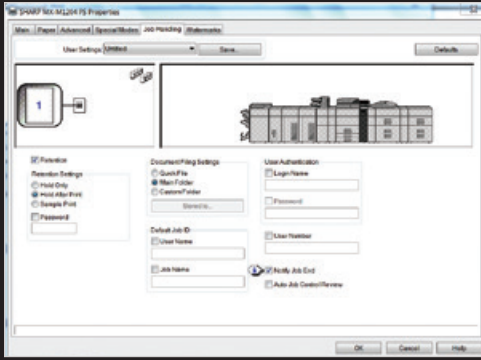 SHARP MX-M1204 PS Properties
Main Paper Advanced Special Modes Job Handling Watermarks
User Settings: Untitled Save... Defaults
1
Retention
Retention Settings
Hold Only
Hold After Print
Sample Print
Password
Document Filing Settings
Quick File
Main Folder
Custom Folder
Stored to...
Default Job ID:
User Name
Job Name
User Authentication
Login Name
Password
User Number
Notify Job End
Auto Job Control Review
OK Cancel Help